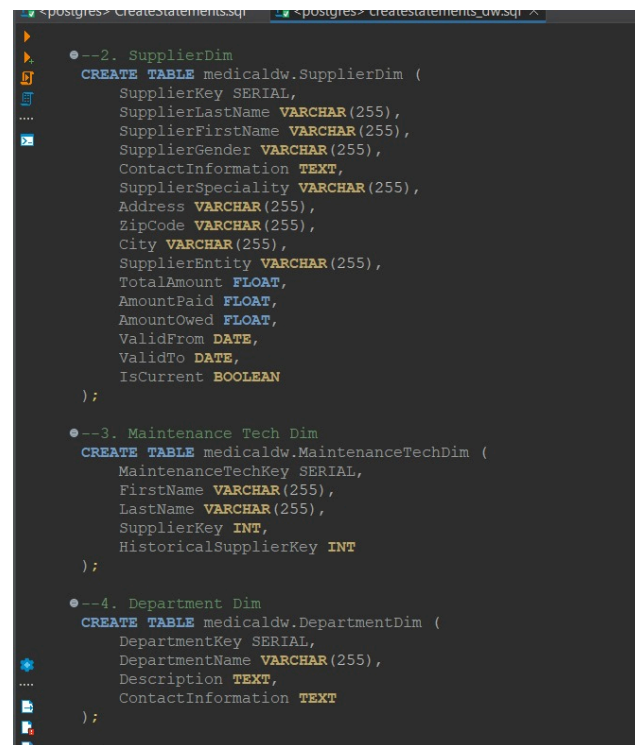 <postgres> CreateStatements.sql <postgres> createstatements_dw.sql
--2. SupplierDim
CREATE TABLE medicaldw.SupplierDim (
SupplierKey SERIAL,
SupplierLastName VARCHAR(255),
SupplierFirstName VARCHAR(255),
SupplierGender VARCHAR(255),
ContactInformation TEXT,
SupplierSpeciality VARCHAR(255),
Address VARCHAR(255),
ZipCode VARCHAR(255),
City VARCHAR(255),
SupplierEntity VARCHAR(255),
TotalAmount FLOAT,
AmountPaid FLOAT,
AmountOwed FLOAT,
ValidFrom DATE,
ValidTo DATE,
IsCurrent BOOLEAN
);
--3. Maintenance Tech Dim
CREATE TABLE medicaldw.MaintenanceTechDim (
MaintenanceTechKey SERIAL,
FirstName VARCHAR(255),
LastName VARCHAR(255),
SupplierKey INT,
HistoricalSupplierKey INT
);
--4. Department Dim
CREATE TABLE medicaldw.DepartmentDim (
DepartmentKey SERIAL,
DepartmentName VARCHAR(255),
Description TEXT,
ContactInformation TEXT
);